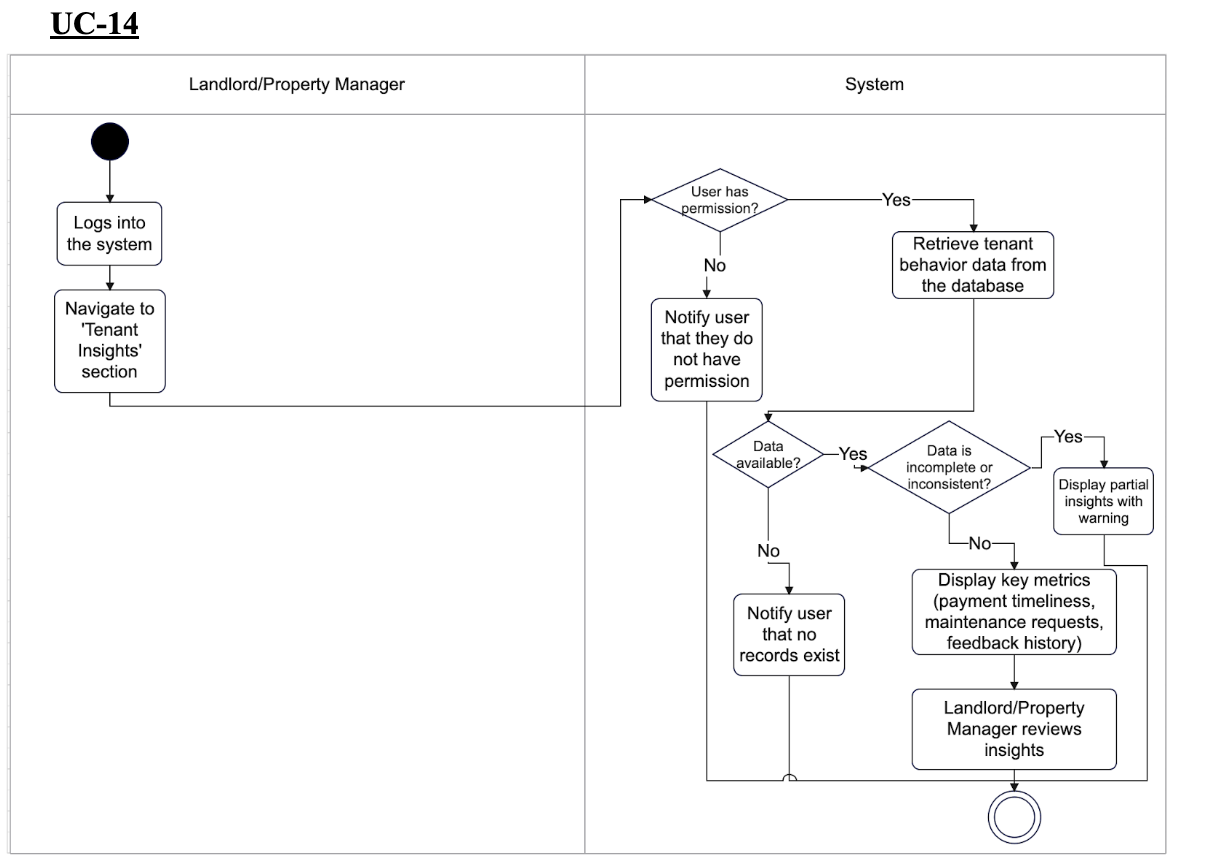 UC-14
Landlord/Property Manager
System
Logs into
the system
Navigate to
'Tenant
Insights'
section
User has
permission?
Yes
No
Retrieve tenant
behavior data from
the database
Notify user
that they do
not have
permission
Data
available?
Yes
Data is
incomplete or
inconsistent?
Yes
Display partial
insights with
warning
No
No
Display key metrics
(payment timeliness,
maintenance requests,
feedback history)
Notify user
that no
records exist
Landlord/Property
Manager reviews
insights